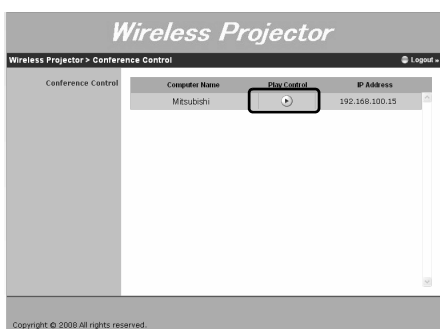 Wireless Projector
Wireless Projector > Conference Control
Logout »
Conference Control
Computer Name Play Control IP Address
Mitsubishi 192.168.100.15
Copyright © 2008 All rights reserved.